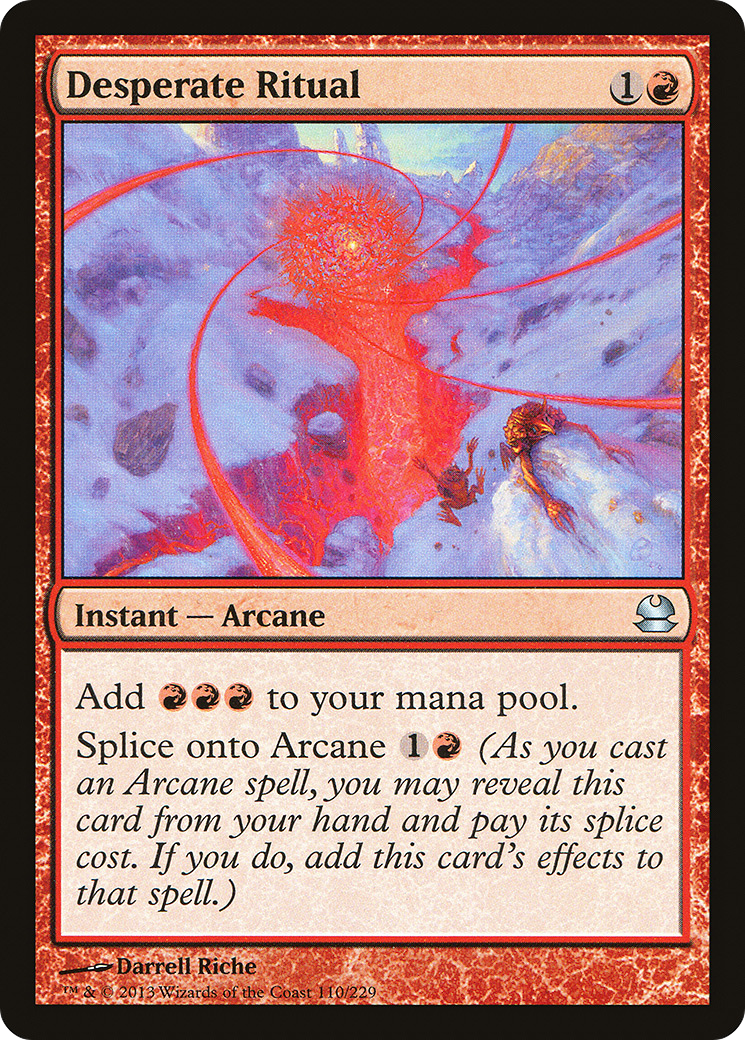 Desperate Ritual 1
Instant — Arcane
Add to your mana pool.
Splice onto Arcane 1 (As you cast
an Arcane spell, you may reveal this
card from your hand and pay its splice
cost. If you do, add this card's effects to
that spell.)
Darrell Riche
™ & © 2013 Wizards of the Coast 110/229